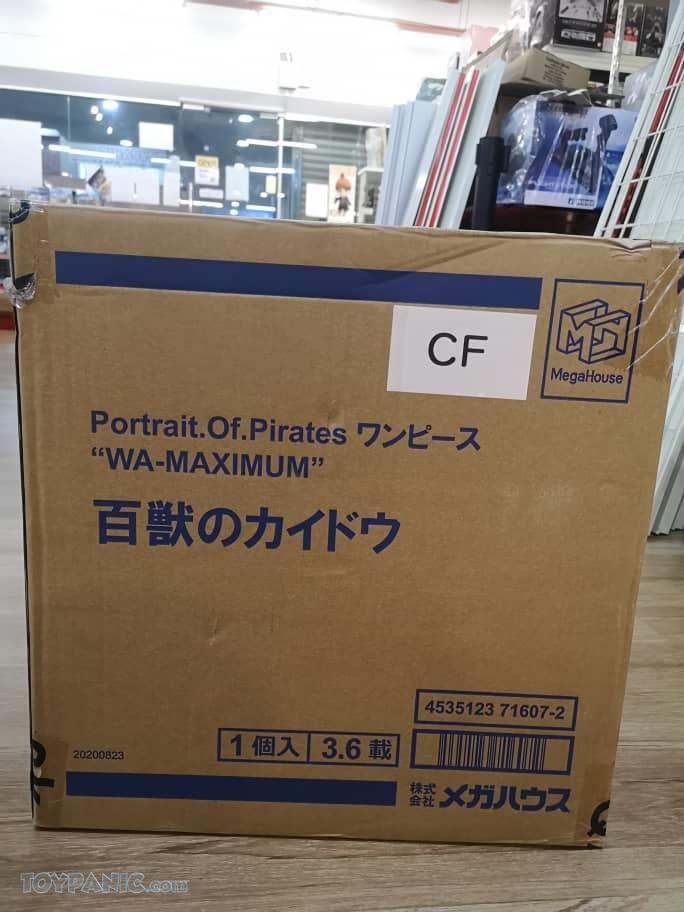 CF
MegaHouse
Portrait.Of.Pirates ワンピース
“WA-MAXIMUM”
百獣のカイドウ
4535123 71607-2
20200823
1個入 3.6 載
株式会社 メガハウス
TOYPANIC.com